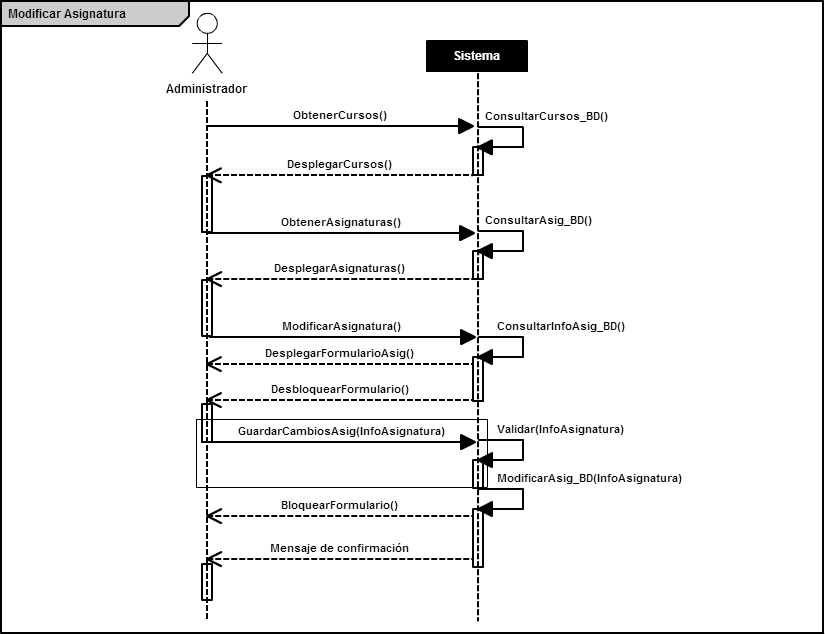 Modificar Asignatura
Sistema
Administrador
ObtenerCursos()
ConsultarCursos_BD()
DesplegarCursos()
ObtenerAsignaturas()
ConsultarAsig_BD()
DesplegarAsignaturas()
ModificarAsignatura()
ConsultarInfoAsig_BD()
DesplegarFormularioAsig()
DesbloquearFormulario()
GuardarCambiosAsig(InfoAsignatura)
Validar(InfoAsignatura)
ModificarAsig_BD(InfoAsignatura)
BloquearFormulario()
Mensaje de confirmación